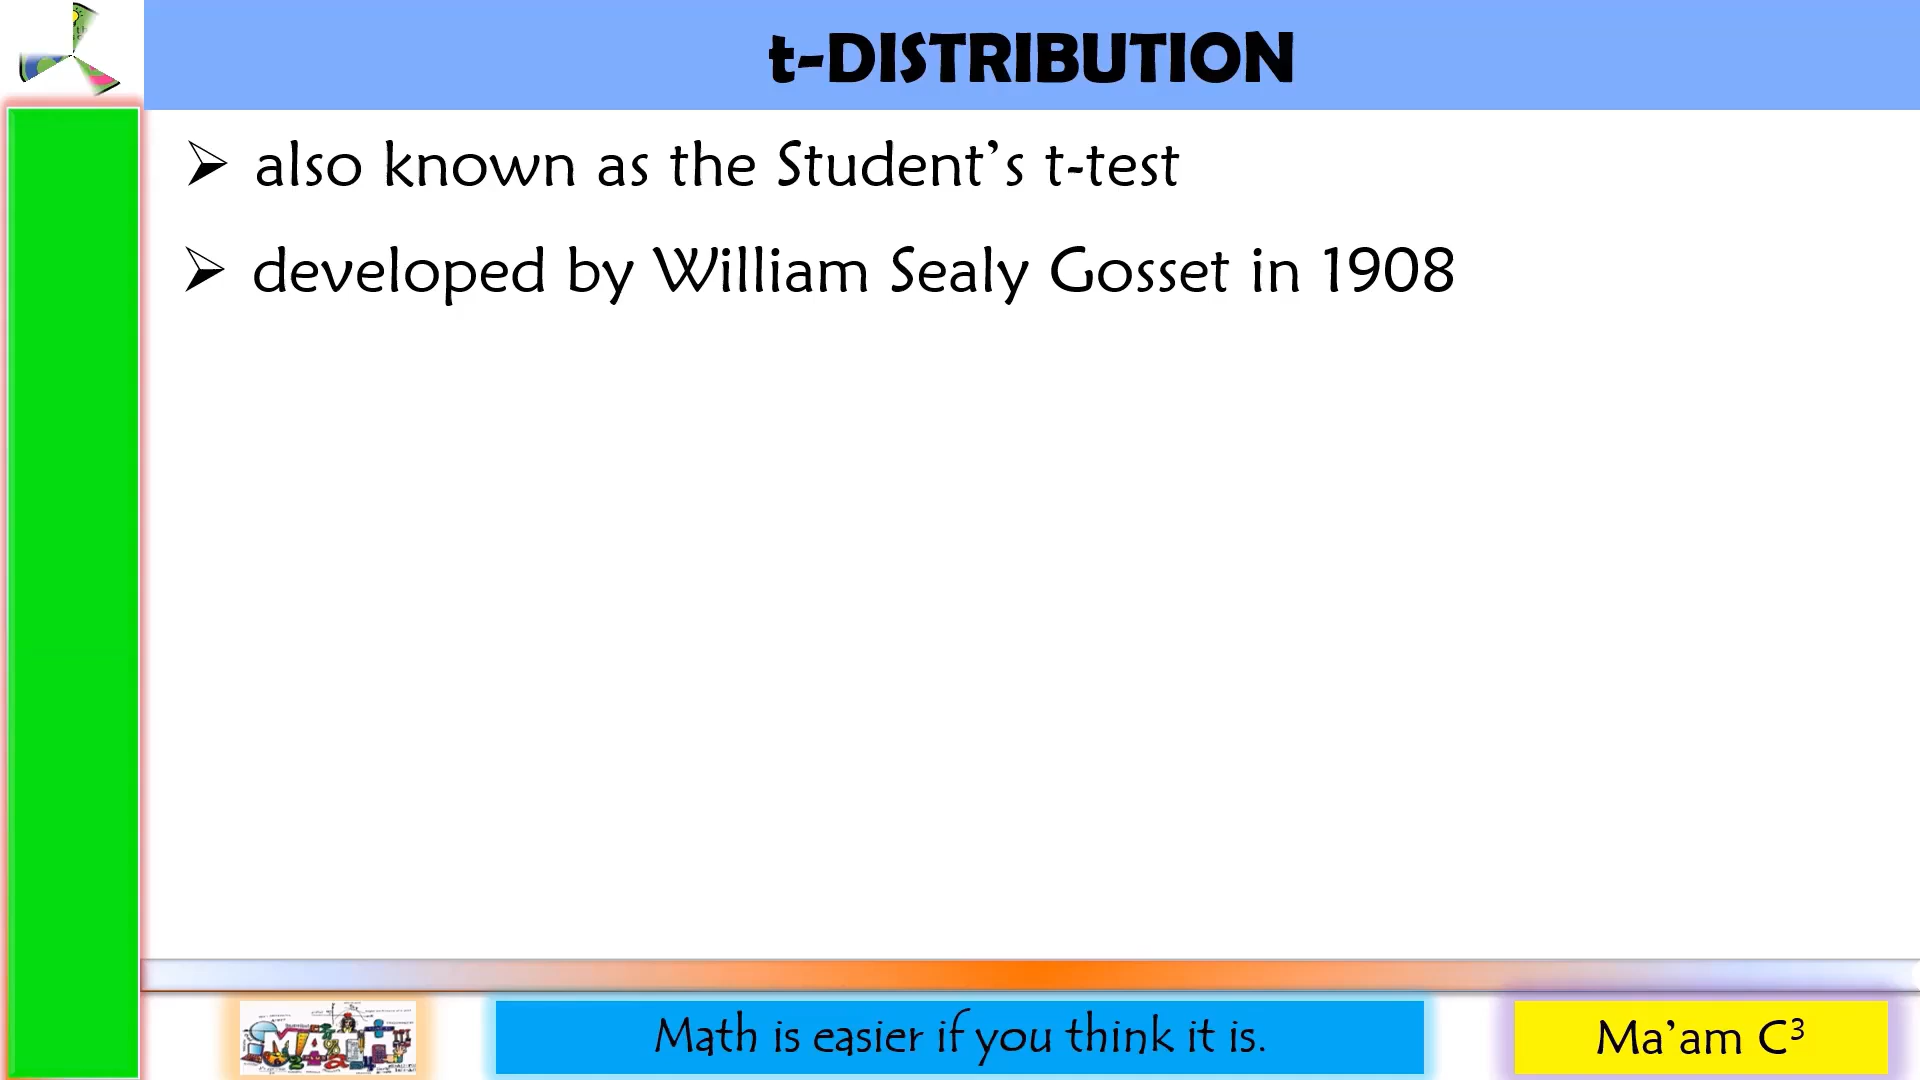 t-DISTRIBUTION
➢ also known as the Student’s t-test
➢ developed by William Sealy Gosset in 1908
MATH
Math is easier if you think it is.
Ma’am C³